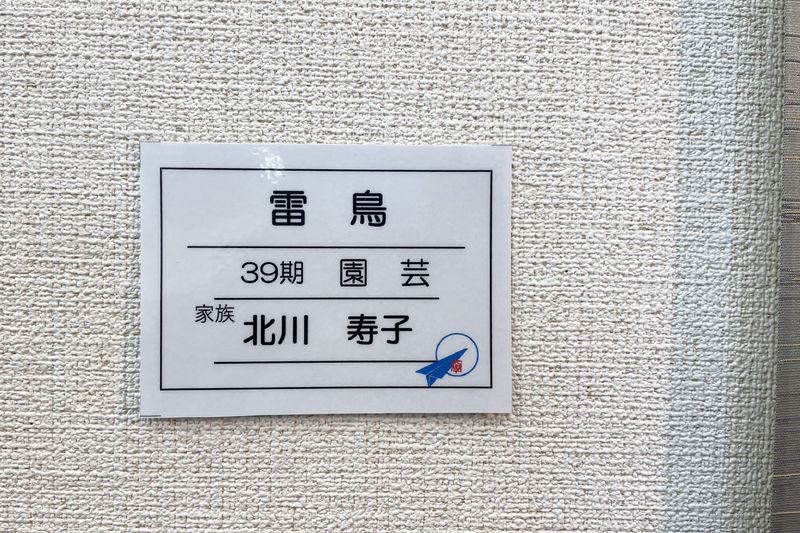 雷　鳥
39期　園　芸
家族 北川　寿子